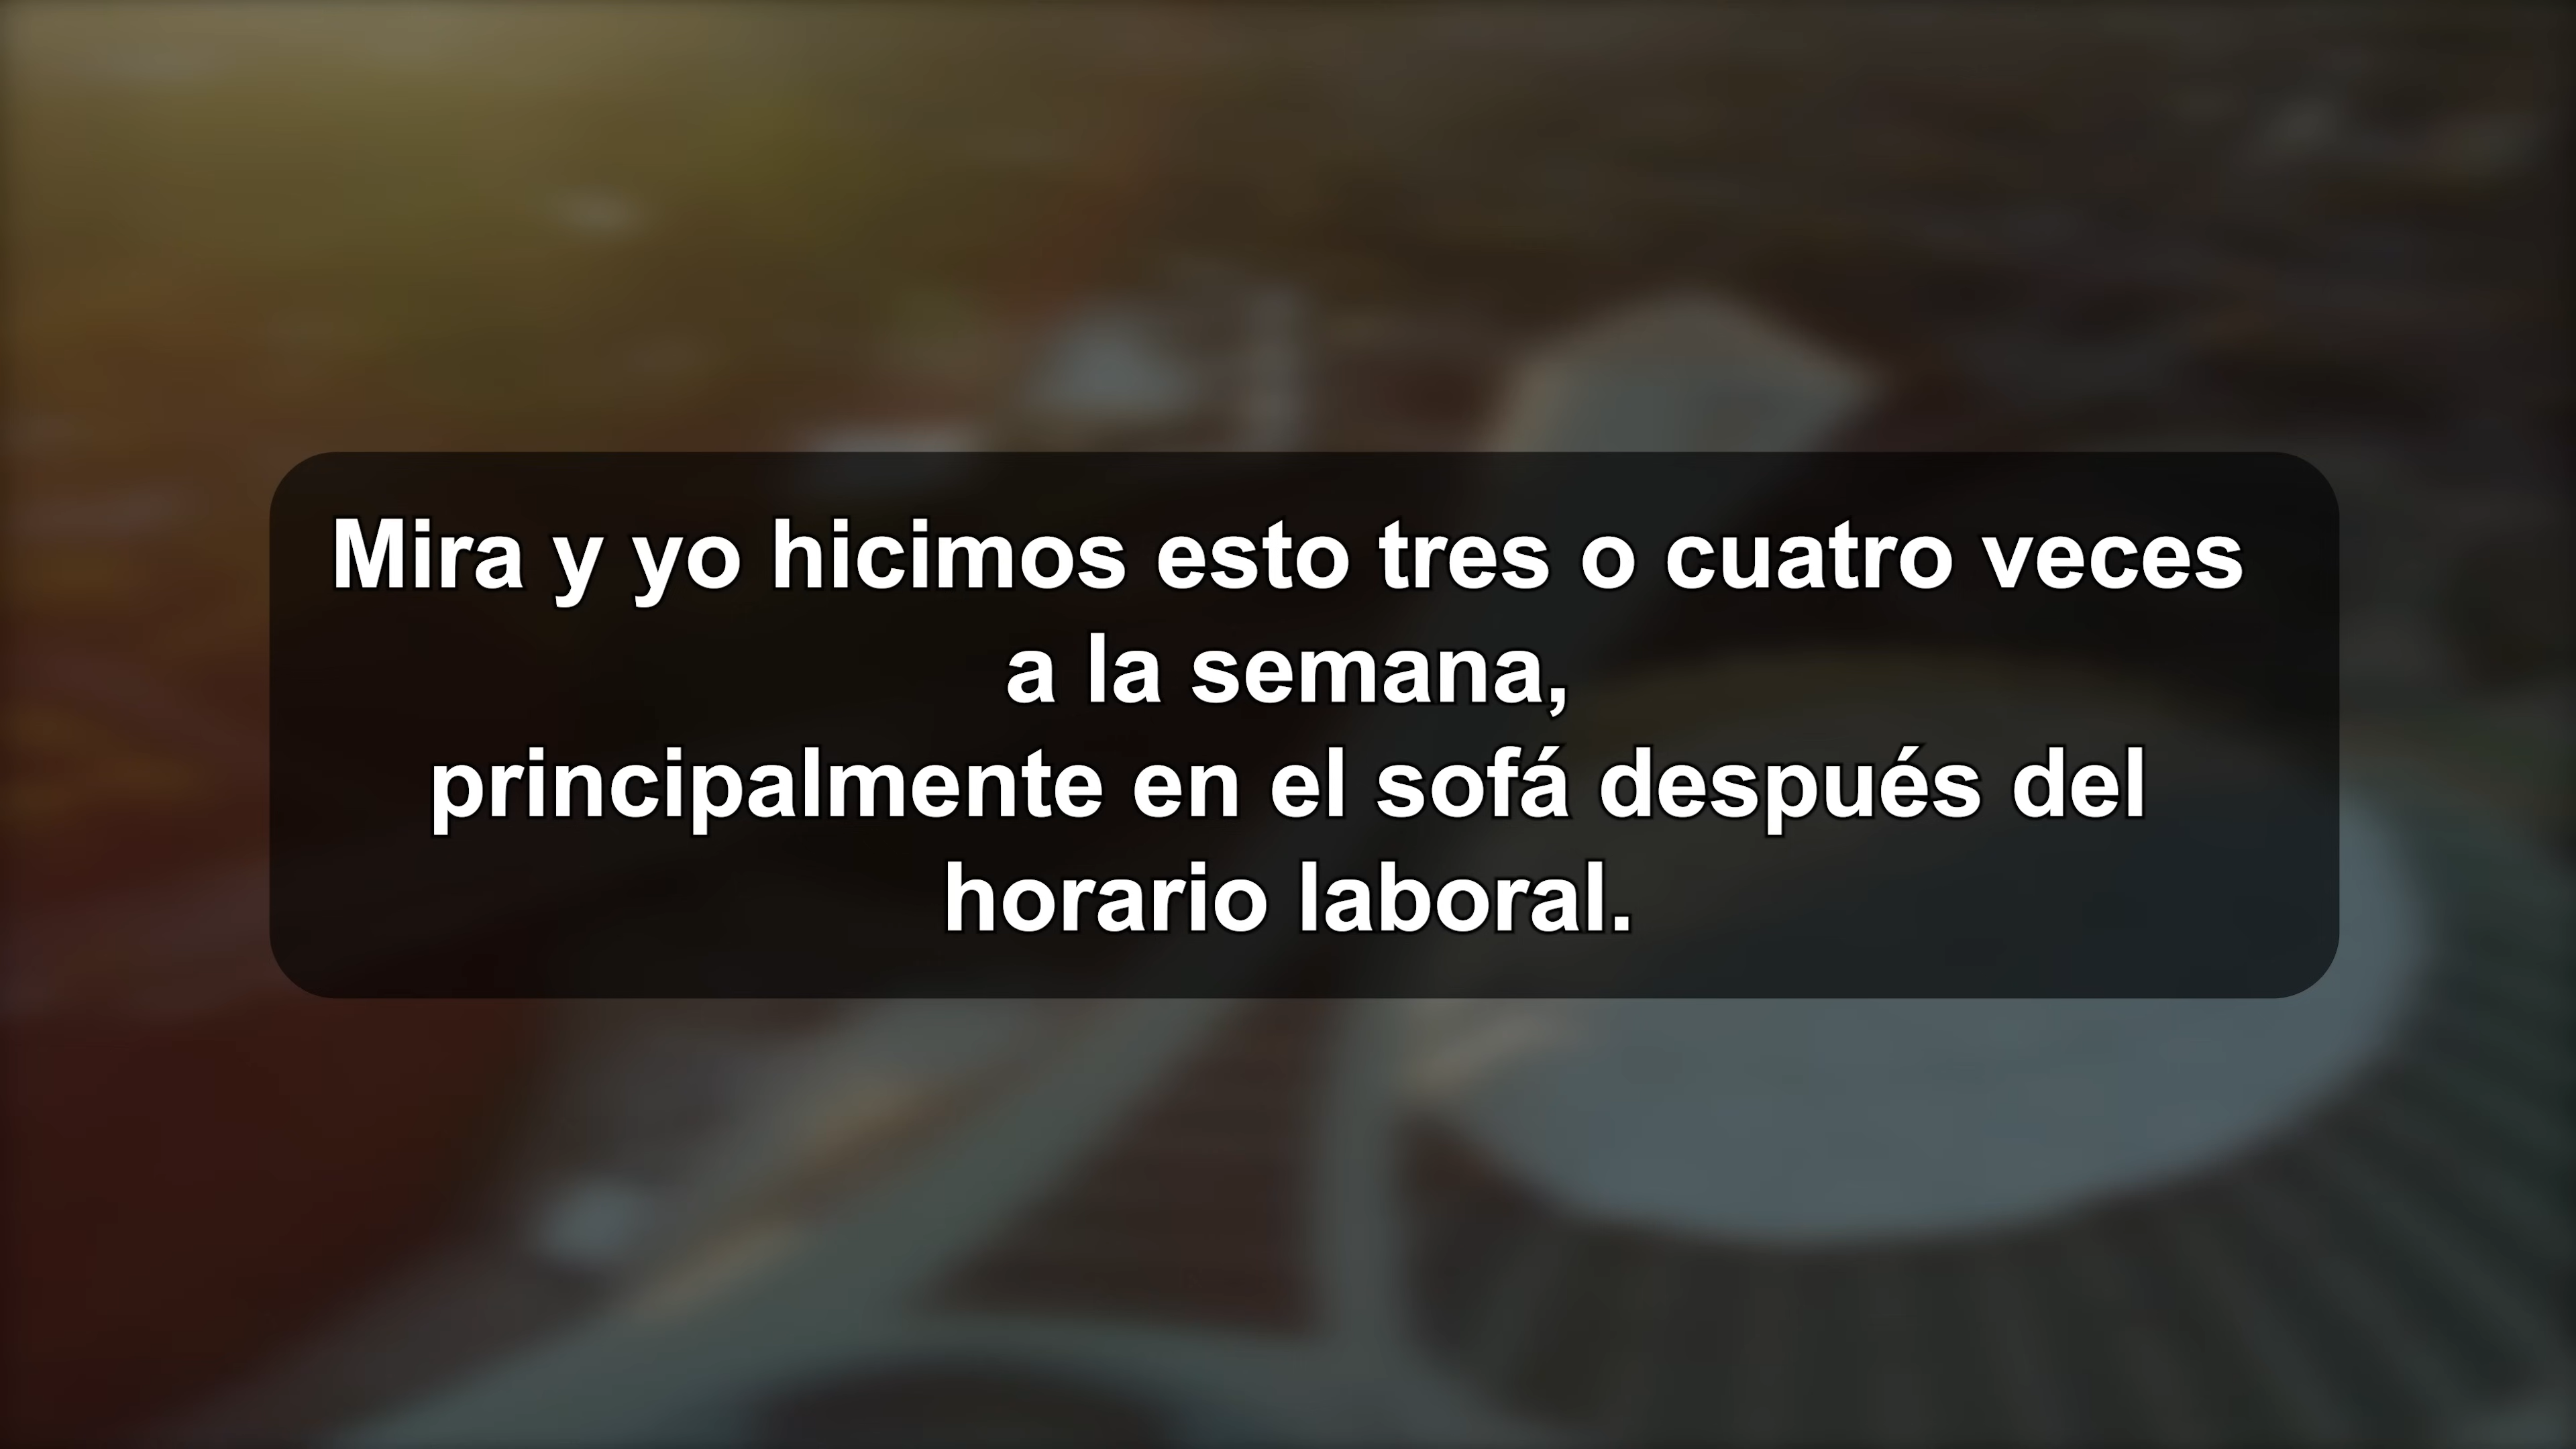 Mira y yo hicimos esto tres o cuatro veces
a la semana,
principalmente en el sofá después del
horario laboral.